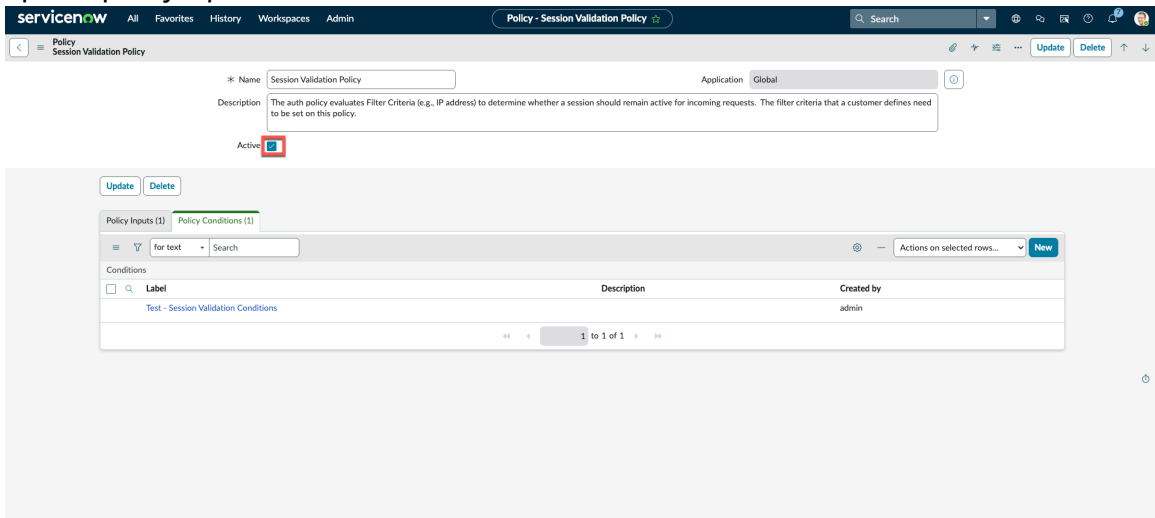 servicenow All Favorites History Workspaces Admin Policy - Session Validation Policy Search 7
Policy
Session Validation Policy Update Delete
Name Session Validation Policy Application Global
Description The auth policy evaluates Filter Criteria (e.g., IP address) to determine whether a session should remain active for incoming requests. The filter criteria that a customer defines need
to be set on this policy.
Active
Update Delete
Policy Inputs (1) Policy Conditions (1)
for text Search Actions on selected rows... New
Conditions
Label Description Created by
Test - Session Validation Conditions admin
1 to 1 of 1